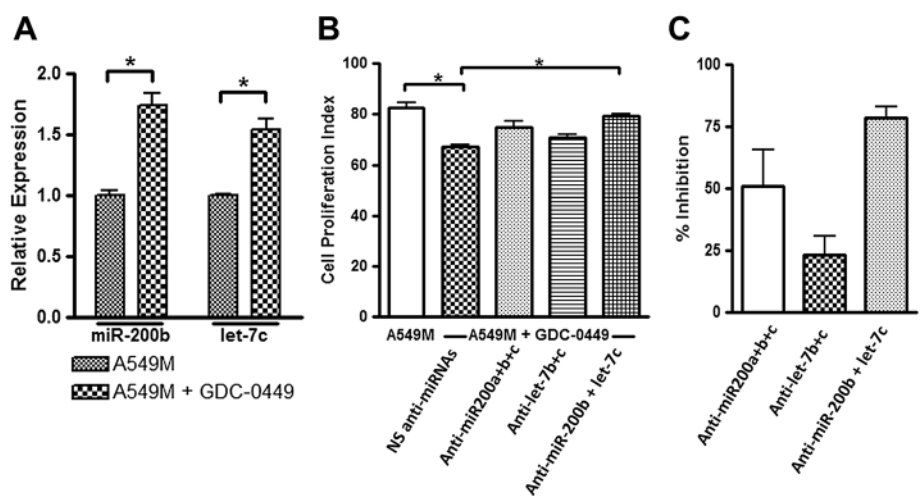 A
Relative Expression
2.0
1.5
1.0
0.5
0.0
*
*
miR-200b
let-7c
A549M
A549M + GDC-0449
B
Cell Proliferation Index
100
80
60
40
20
0
*
*
A549M
A549M + GDC-0449
NS anti-miRNAs
Anti-miR200a+b+c
Anti-let-7b+c
Anti-miR-200b + let-7c
C
% Inhibition
100
75
50
25
0
Anti-miR200a+b+c
Anti-let-7b+c
Anti-miR-200b + let-7c